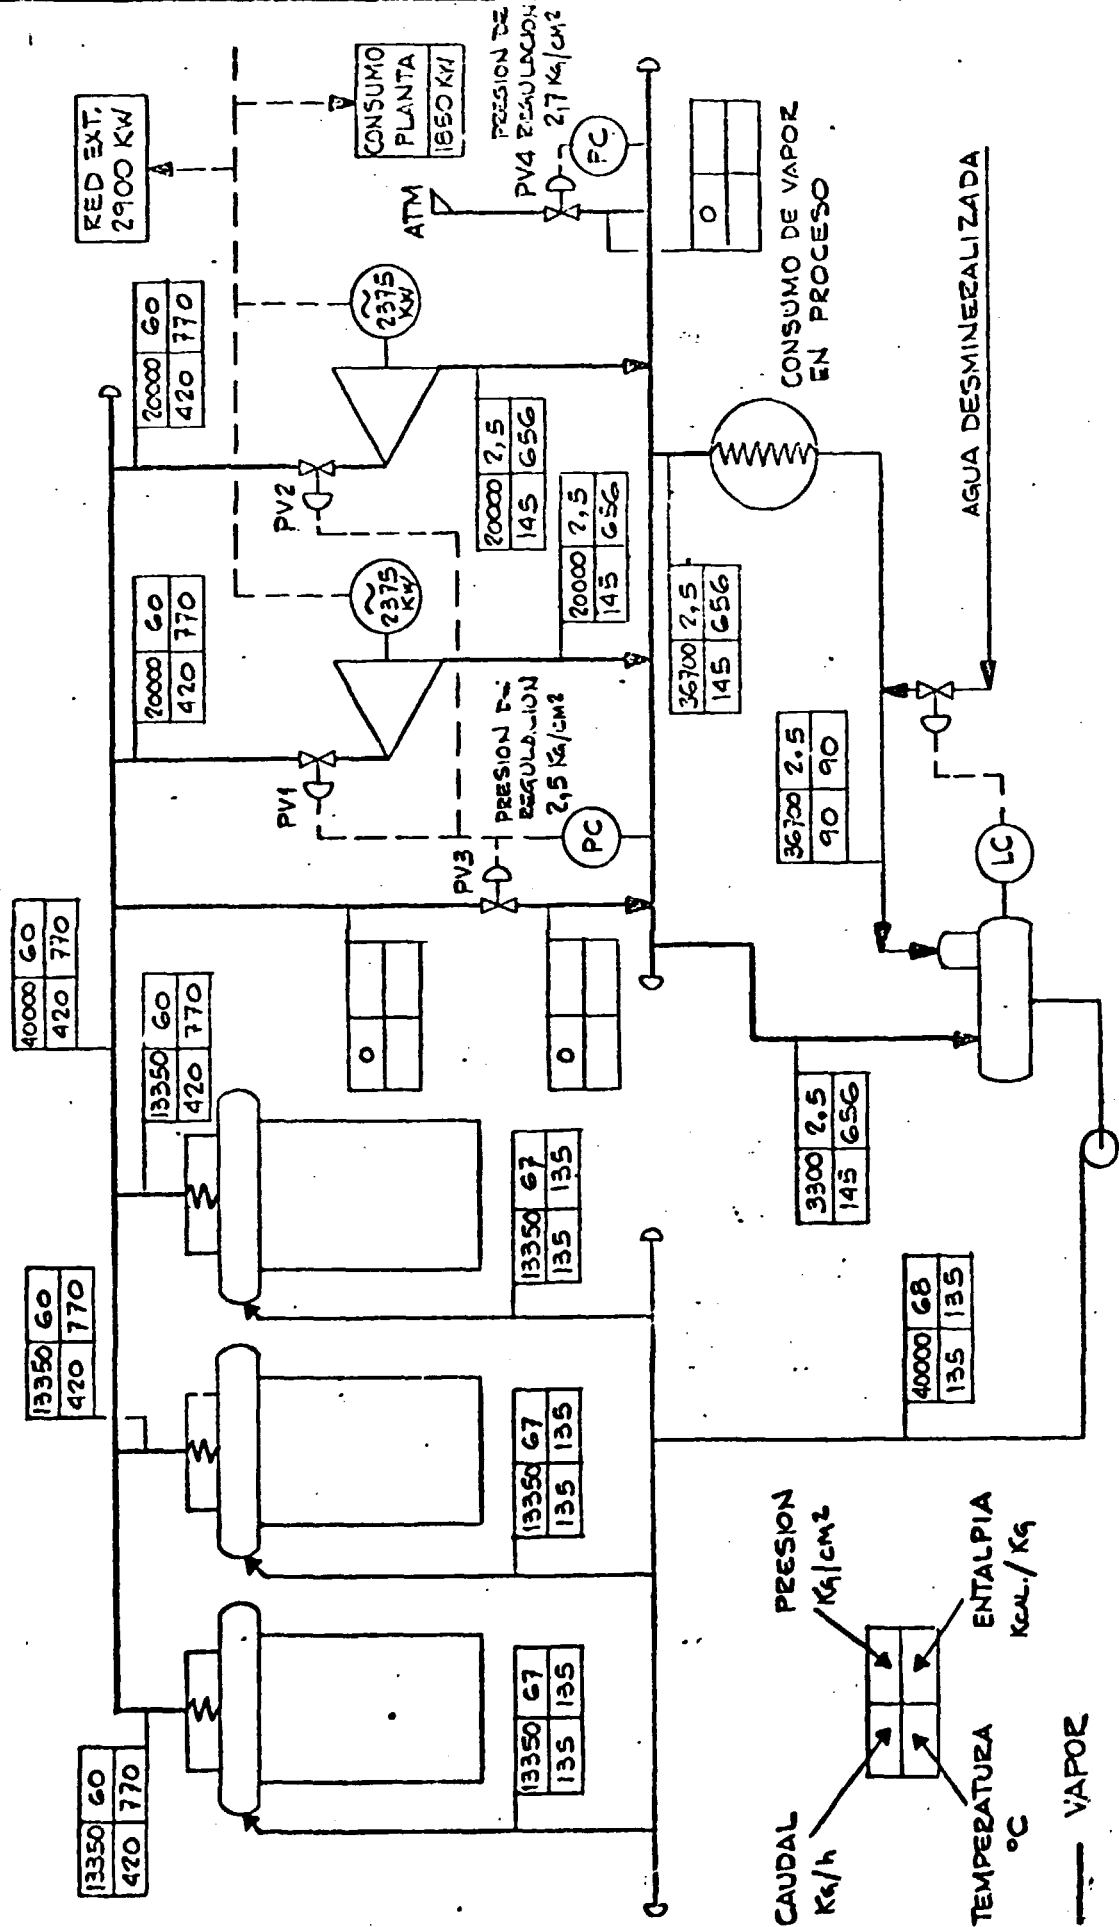 RED EXT.
2900 KW
CONSUMO
PLANTA
1850 KW
PRESION DE
REGULACION
2,7 Kg/cm2
PV4
ATM
FC
0
20000 60
420 770
20000 60
420 770
40000 60
420 770
13350 60
420 770
13350 60
420 770
13350 60
420 770
PV2
2375
KW
PV1
2375
KW
20000 2,5
145 656
20000 2,5
145 656
PRESION
2,5 Kg/cm2
PV3
PC
0
0
CONSUMO DE VAPOR
EN PROCESO
36700 2,5
145 656
AGUA DESMINERALIZADA
36700 2.5
90 90
LC
3300 2.5
145 656
13350 67
135 135
13350 67
135 135
13350 67
135 135
40000 68
135 135
CAUDAL
Kg/h
PRESION
Kg/cm2
TEMPERATURA
°C
ENTALPIA
Kcal./Kg
VAPOR